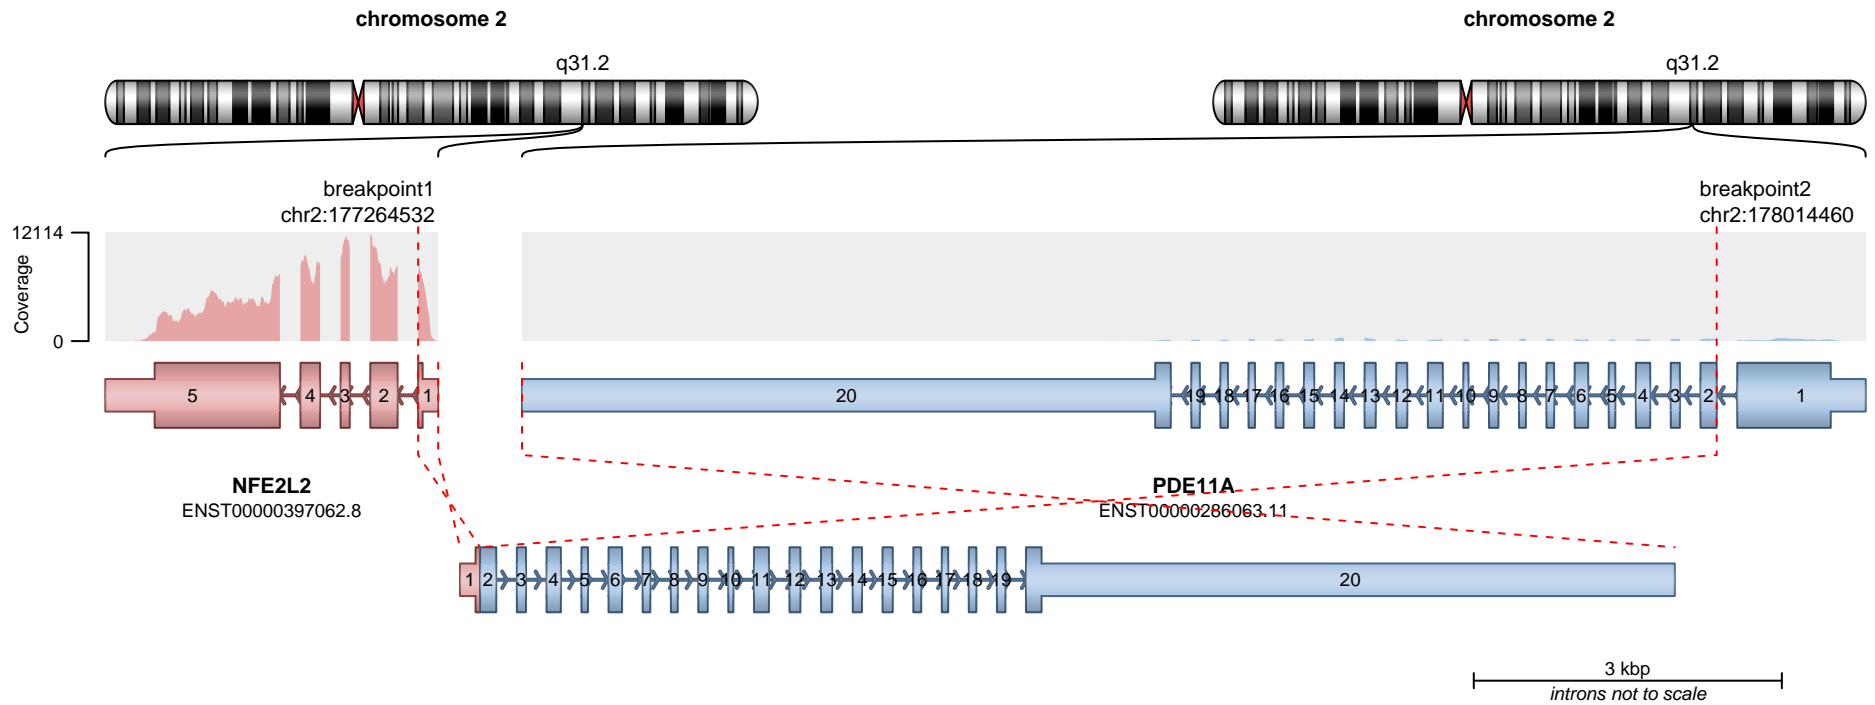 chromosome 2
chromosome 2
q31.2
q31.2
breakpoint1
chr2:177264532
breakpoint2
chr2:178014460
12114
Coverage
0
5 4 3 2 1
20 19 18 17 16 15 14 13 12 11 10 9 8 7 6 5 4 3 2 1
NFE2L2
ENST00000397062.8
PDE11A
ENST00000286063.11
1 2 3 4 5 6 7 8 9 10 11 12 13 14 15 16 17 18 19 20
3 kbp
introns not to scale